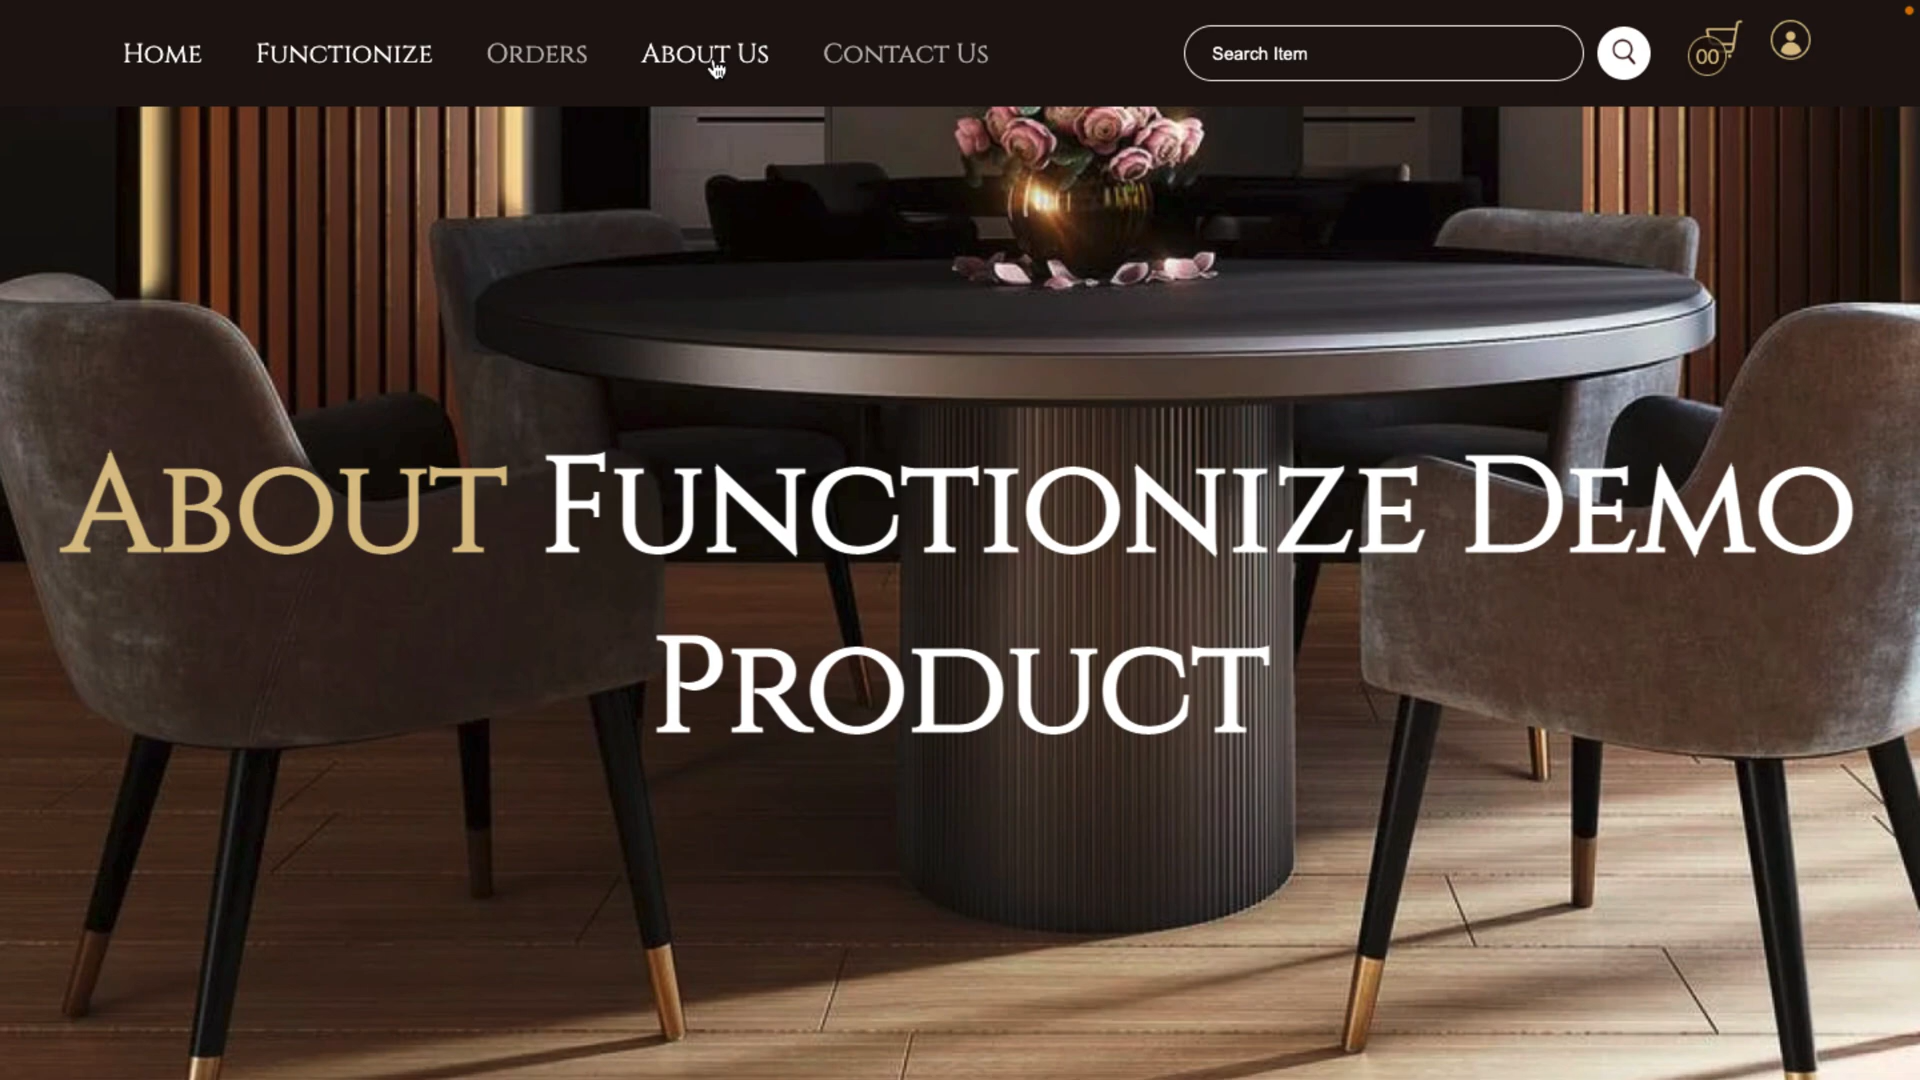 Home Functionize Orders About Us Contact Us Search Item 00
About Functionize Demo
Product